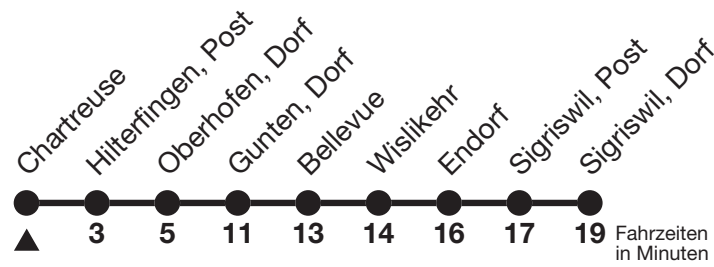 Chartreuse
Hilterfingen, Post
Oberhofen, Dorf
Gunten, Dorf
Bellevue
Wislikehr
Endorf
Sigriswil, Post
Sigriswil, Dorf
3 5 11 13 14 16 17 19 Fahrzeiten
in Minuten